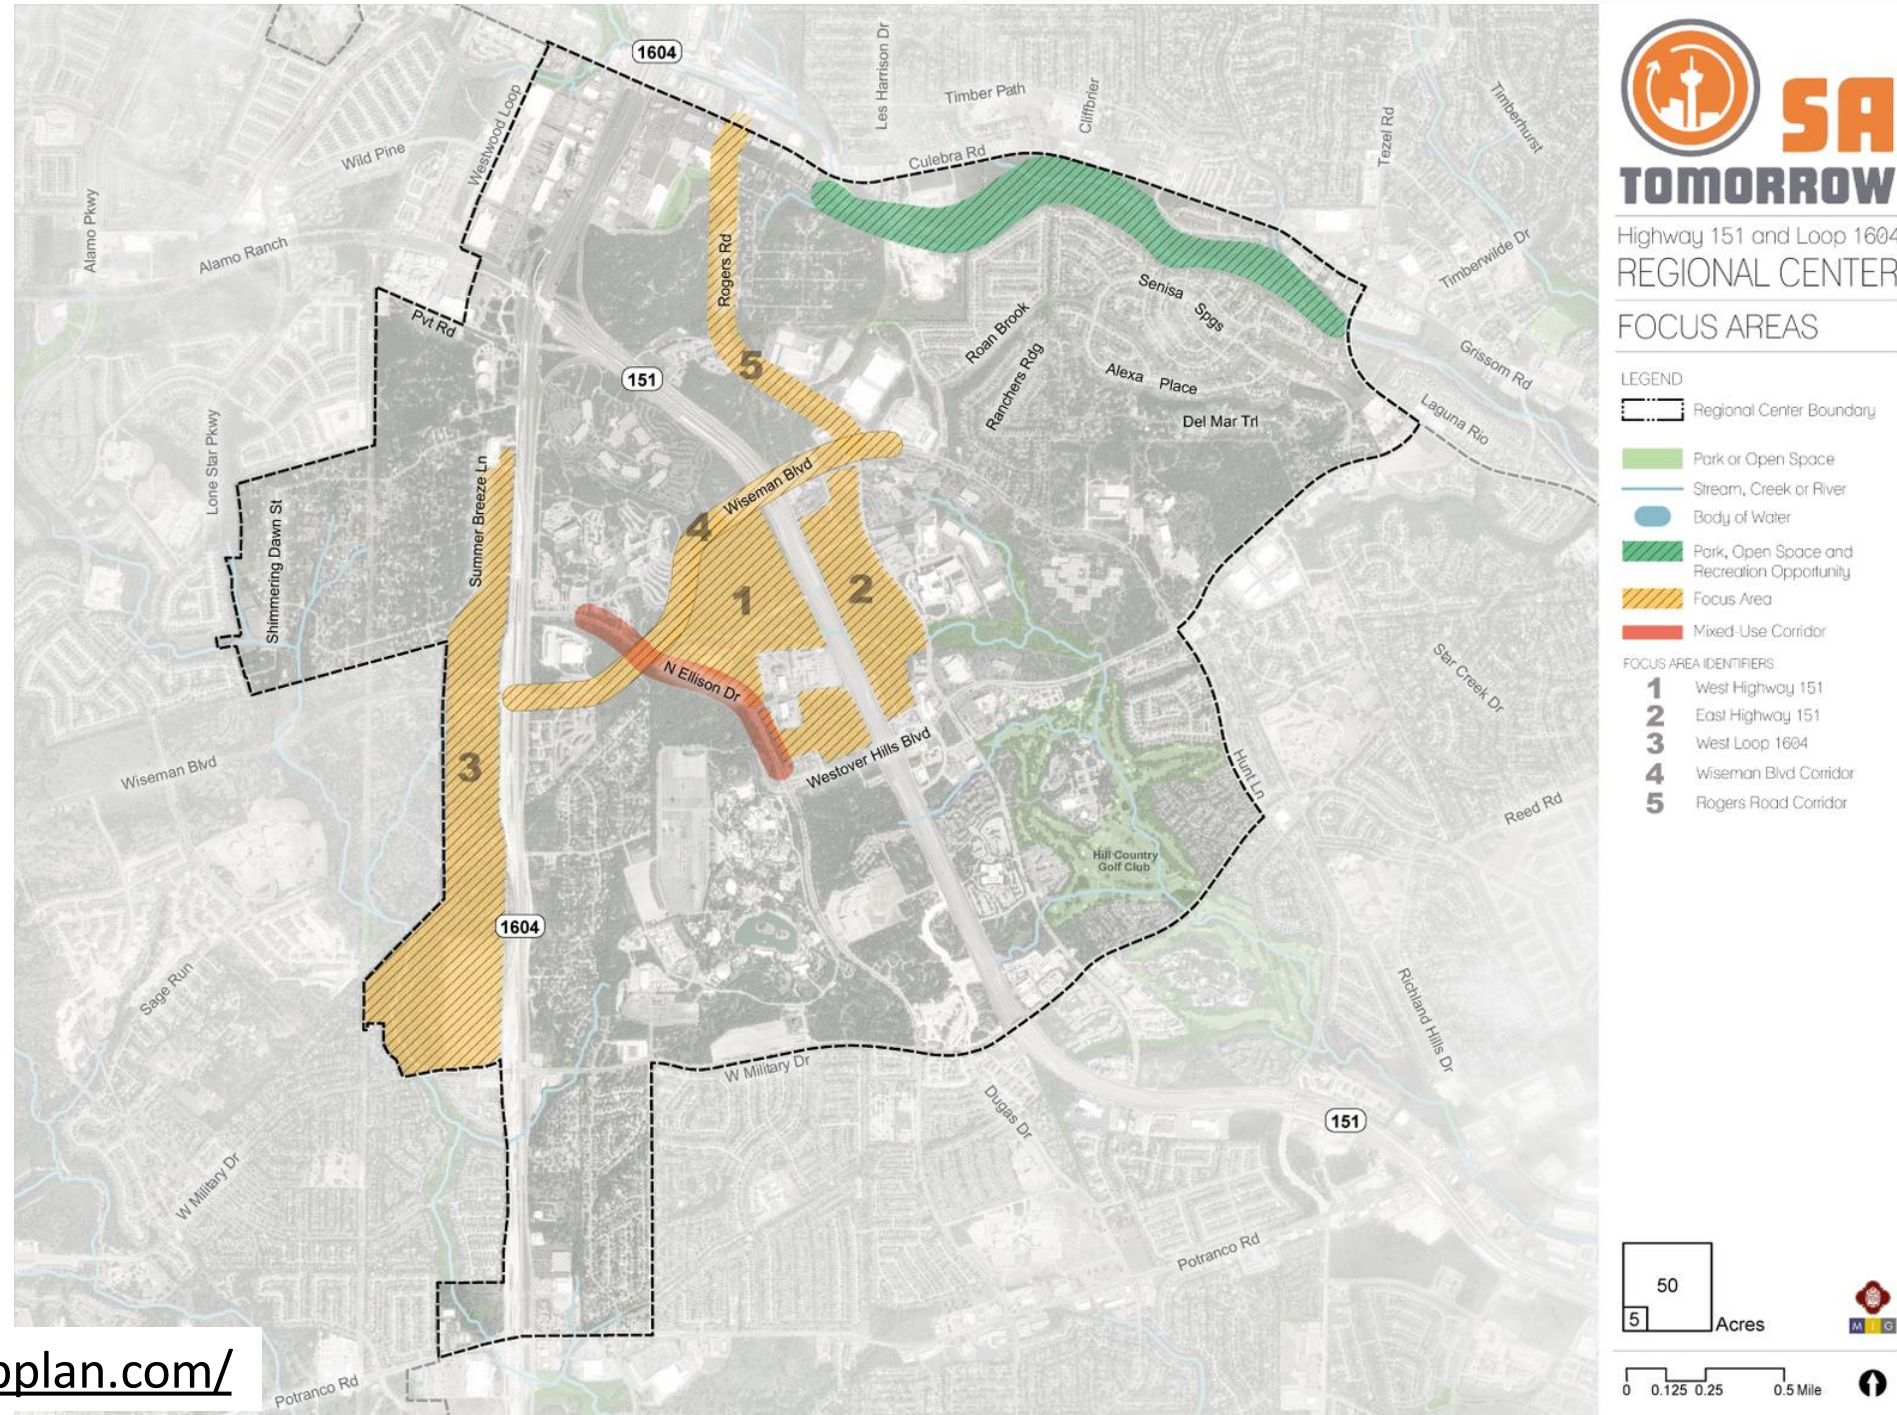 1604
Les Harrison Dr
Timber Path
Cliffbrier
Tezel Rd
Timberhurst
Westwood Loop
Wild Pine
Culebra Rd
Alamo Pkwy
Alamo Ranch
Rogers Rd
Timberwilde Dr
Senisa Spgs
Pvt Rd
Roan Brook
Ranchers Rdg
151
5
Alexa Place
Grissom Rd
Laguna Rio
Del Mar Trl
Lone Star Pkwy
Summer Breeze Ln
Wiseman Blvd
4
Shimmering Dawn St
1
2
N Ellison Dr
Star Creek Dr
Westover Hills Blvd
Wiseman Blvd
3
Hunt Ln
Reed Rd
Hill Country
Golf Club
1604
Sage Run
Richland Hills Dr
W Military Dr
Dugas Dr
151
W Military Dr
Potranco Rd
Potranco Rd
pplan.com/
SA
TOMORROW
Highway 151 and Loop 1604
REGIONAL CENTER
FOCUS AREAS
LEGEND
Regional Center Boundary
Park or Open Space
Stream, Creek or River
Body of Water
Park, Open Space and
Recreation Opportunity
Focus Area
Mixed-Use Corridor
FOCUS AREA IDENTIFIERS
1 West Highway 151
2 East Highway 151
3 West Loop 1604
4 Wiseman Blvd Corridor
5 Rogers Road Corridor
50
5
Acres
M I G
0 0.125 0.25 0.5 Mile